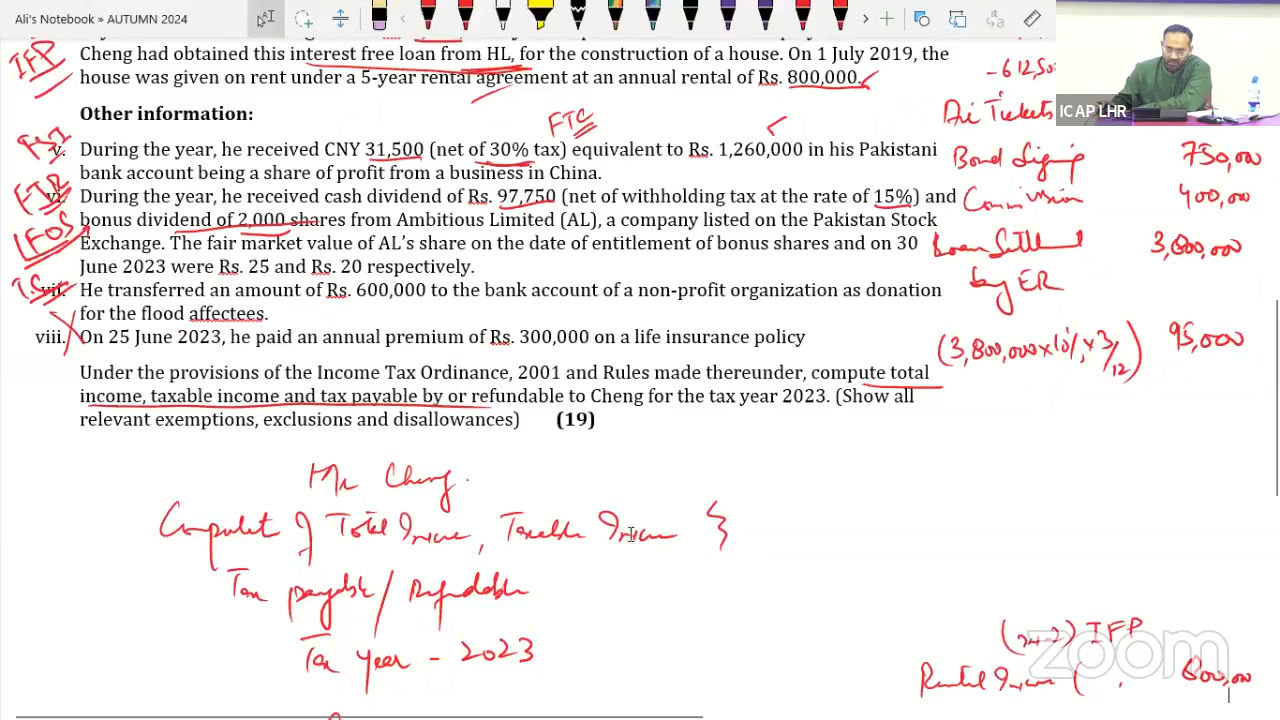 Ali's Notebook » AUTUMN 2024
Cheng had obtained this interest free loan from HL, for the construction of a house. On 1 July 2019, the
house was given on rent under a 5-year rental agreement at an annual rental of Rs. 800,000.
IFP
Other information:
FTC
v. During the year, he received CNY 31,500 (net of 30% tax) equivalent to Rs. 1,260,000 in his Pakistani
bank account being a share of profit from a business in China.
FSI
vi. During the year, he received cash dividend of Rs. 97,750 (net of withholding tax at the rate of 15%) and
bonus dividend of 2,000 shares from Ambitious Limited (AL), a company listed on the Pakistan Stock
Exchange. The fair market value of AL's share on the date of entitlement of bonus shares and on 30
June 2023 were Rs. 25 and Rs. 20 respectively.
FTR
IFOS
vii. He transferred an amount of Rs. 600,000 to the bank account of a non-profit organization as donation
for the flood affectees.
viii. On 25 June 2023, he paid an annual premium of Rs. 300,000 on a life insurance policy
Under the provisions of the Income Tax Ordinance, 2001 and Rules made thereunder, compute total
income, taxable income and tax payable by or refundable to Cheng for the tax year 2023. (Show all
relevant exemptions, exclusions and disallowances) (19)
Air Tickets
ICAP LHR
Bond Signing 750,000
Commission 400,000
Loan Settled 3,800,000
by ER
(3,800,000 x 10% x 3/12) 95,000
Mr Cheng
Total Income, Taxable Income }
Tax payable / Refundable
Tax year - 2023
IFP
Rental Income ( 800,000
zoom